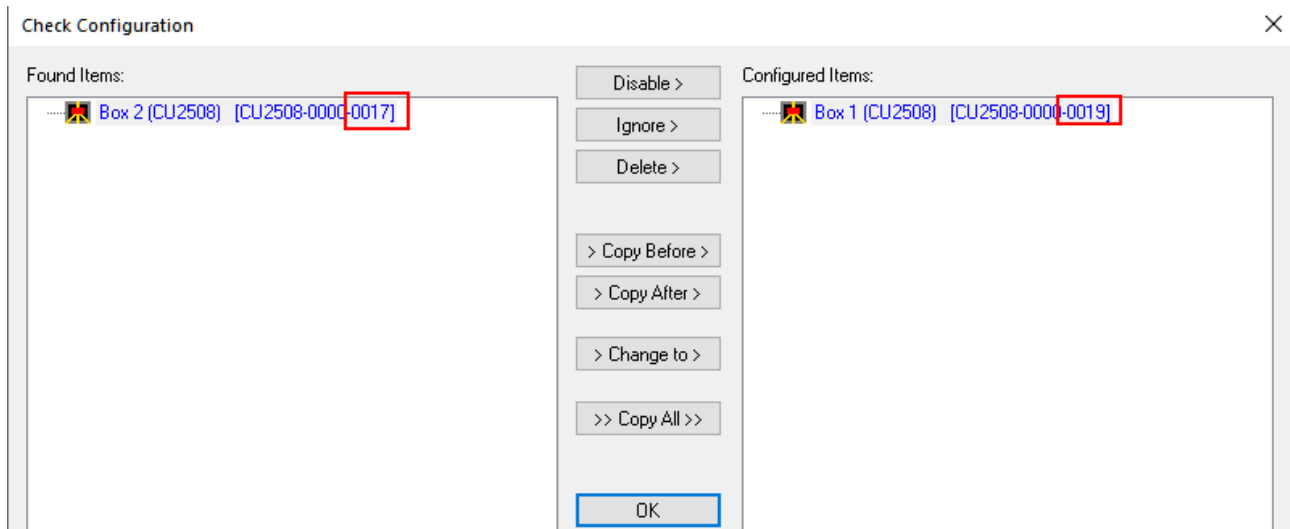 Check Configuration
Found Items:
Box 2 (CU2508) [CU2508-0000-0017]
Disable >
Ignore >
Delete >
> Copy Before >
> Copy After >
> Change to >
>> Copy All >>
OK
Configured Items:
Box 1 (CU2508) [CU2508-0000-0019]